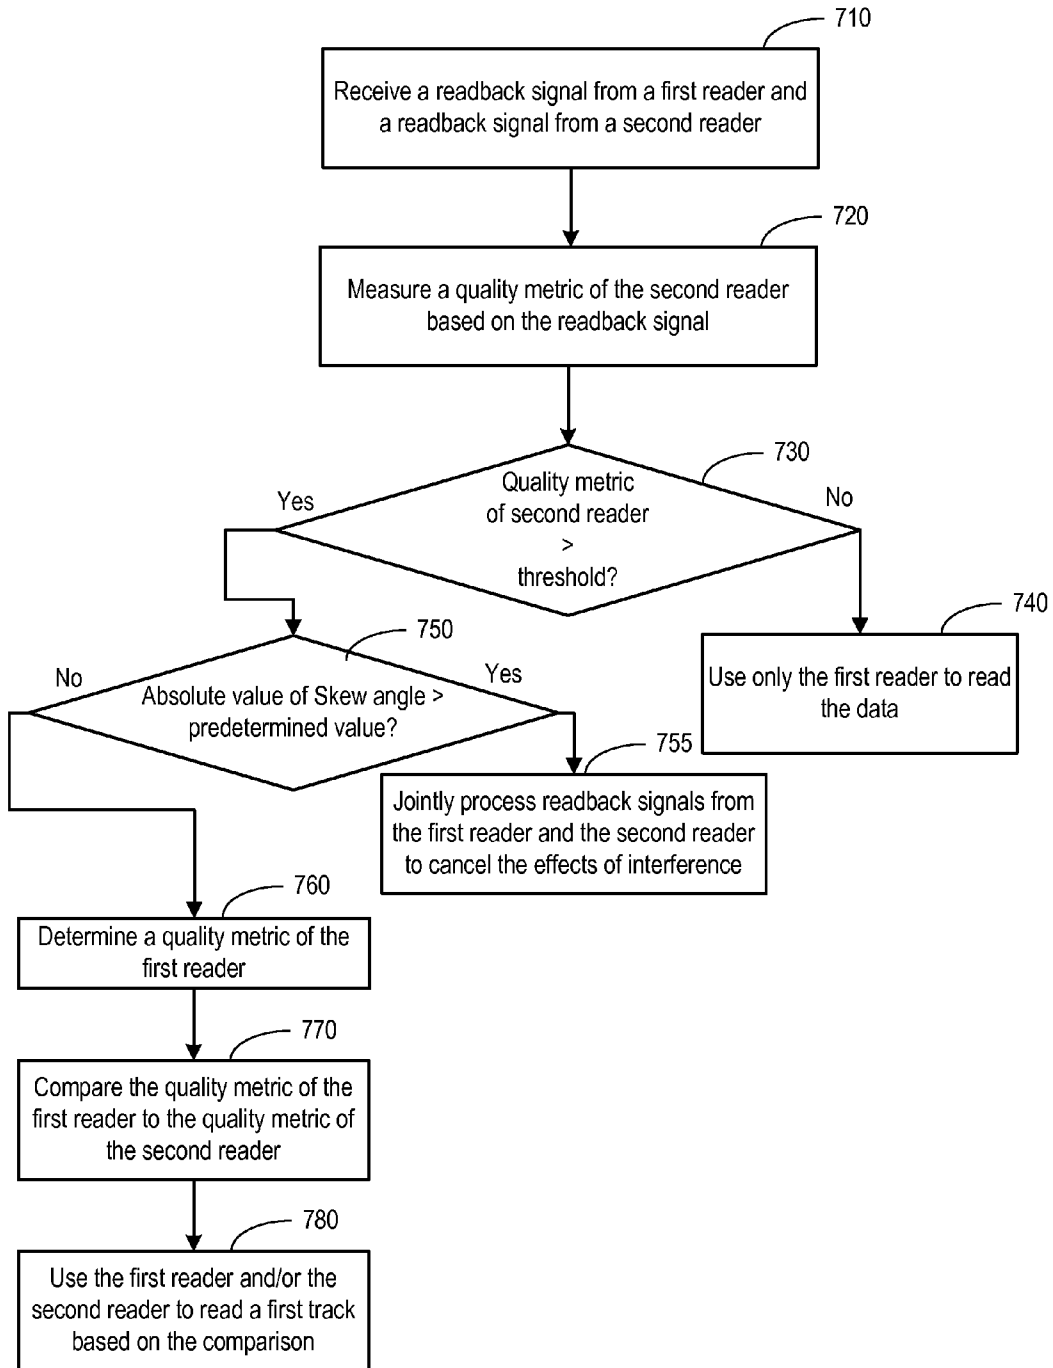 710
Receive a readback signal from a first reader and
a readback signal from a second reader
720
Measure a quality metric of the second reader
based on the readback signal
730
Quality metric
of second reader
>
threshold?
Yes
No
740
Use only the first reader to read
the data
750
Absolute value of Skew angle >
predetermined value?
No
Yes
755
Jointly process readback signals from
the first reader and the second reader
to cancel the effects of interference
760
Determine a quality metric of the
first reader
770
Compare the quality metric of the
first reader to the quality metric of
the second reader
780
Use the first reader and/or the
second reader to read a first track
based on the comparison